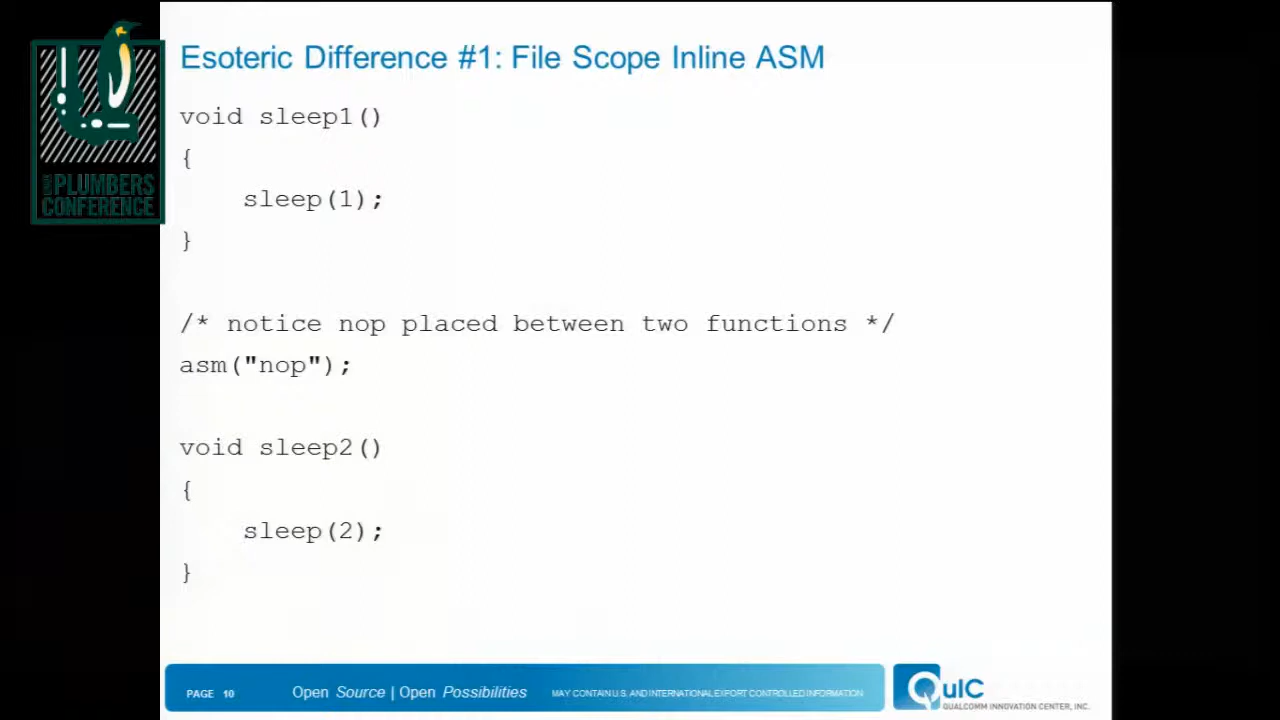 Esoteric Difference #1: File Scope Inline ASM
void sleep1()
{
    sleep(1);
}
/* notice nop placed between two functions */
asm("nop");
void sleep2()
{
    sleep(2);
}
LINUX
PLUMBERS
CONFERENCE
PAGE 10
Open Source | Open Possibilities
MAY CONTAIN U.S. AND INTERNATIONAL EXPORT CONTROLLED INFORMATION
QuIC
QUALCOMM INNOVATION CENTER, INC.